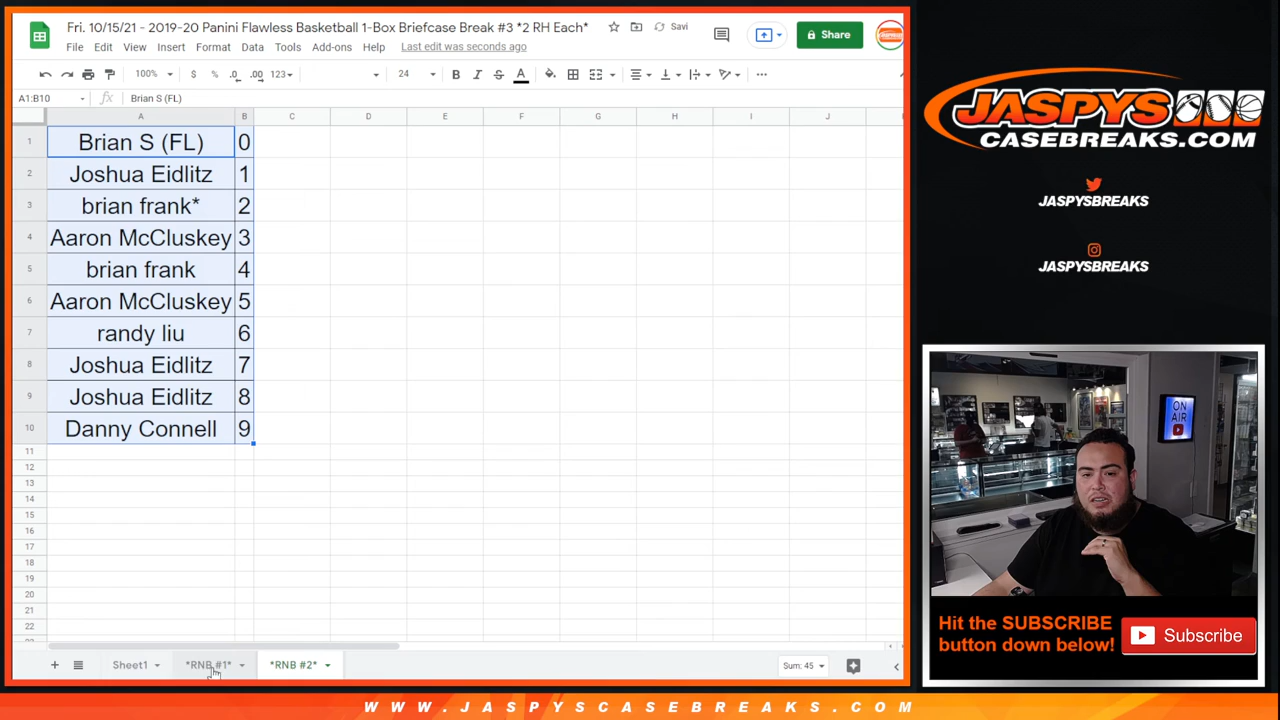 Fri. 10/15/21 - 2019-20 Panini Flawless Basketball 1-Box Briefcase Break #3 *2 RH Each*
Savi
File Edit View Insert Format Data Tools Add-ons Help Last edit was seconds ago
Share
100% $ % .0 .00 123 24 B I S A
A1:B10 fx Brian S (FL)
A B C D E F G H I J
1 Brian S (FL) 0
2 Joshua Eidlitz 1
3 brian frank* 2
4 Aaron McCluskey 3
5 brian frank 4
6 Aaron McCluskey 5
7 randy liu 6
8 Joshua Eidlitz 7
9 Joshua Eidlitz 8
10 Danny Connell 9
11
12
13
14
15
16
17
18
19
20
21
22
Sheet1 *RNB #1* *RNB #2* Sum: 45
JASPYS
CASEBREAKS.COM
JASPYSBREAKS
JASPYSBREAKS
ON
AIR
Hit the SUBSCRIBE
button down below!
Subscribe
WWW.JASPYSCASEBREAKS.COM